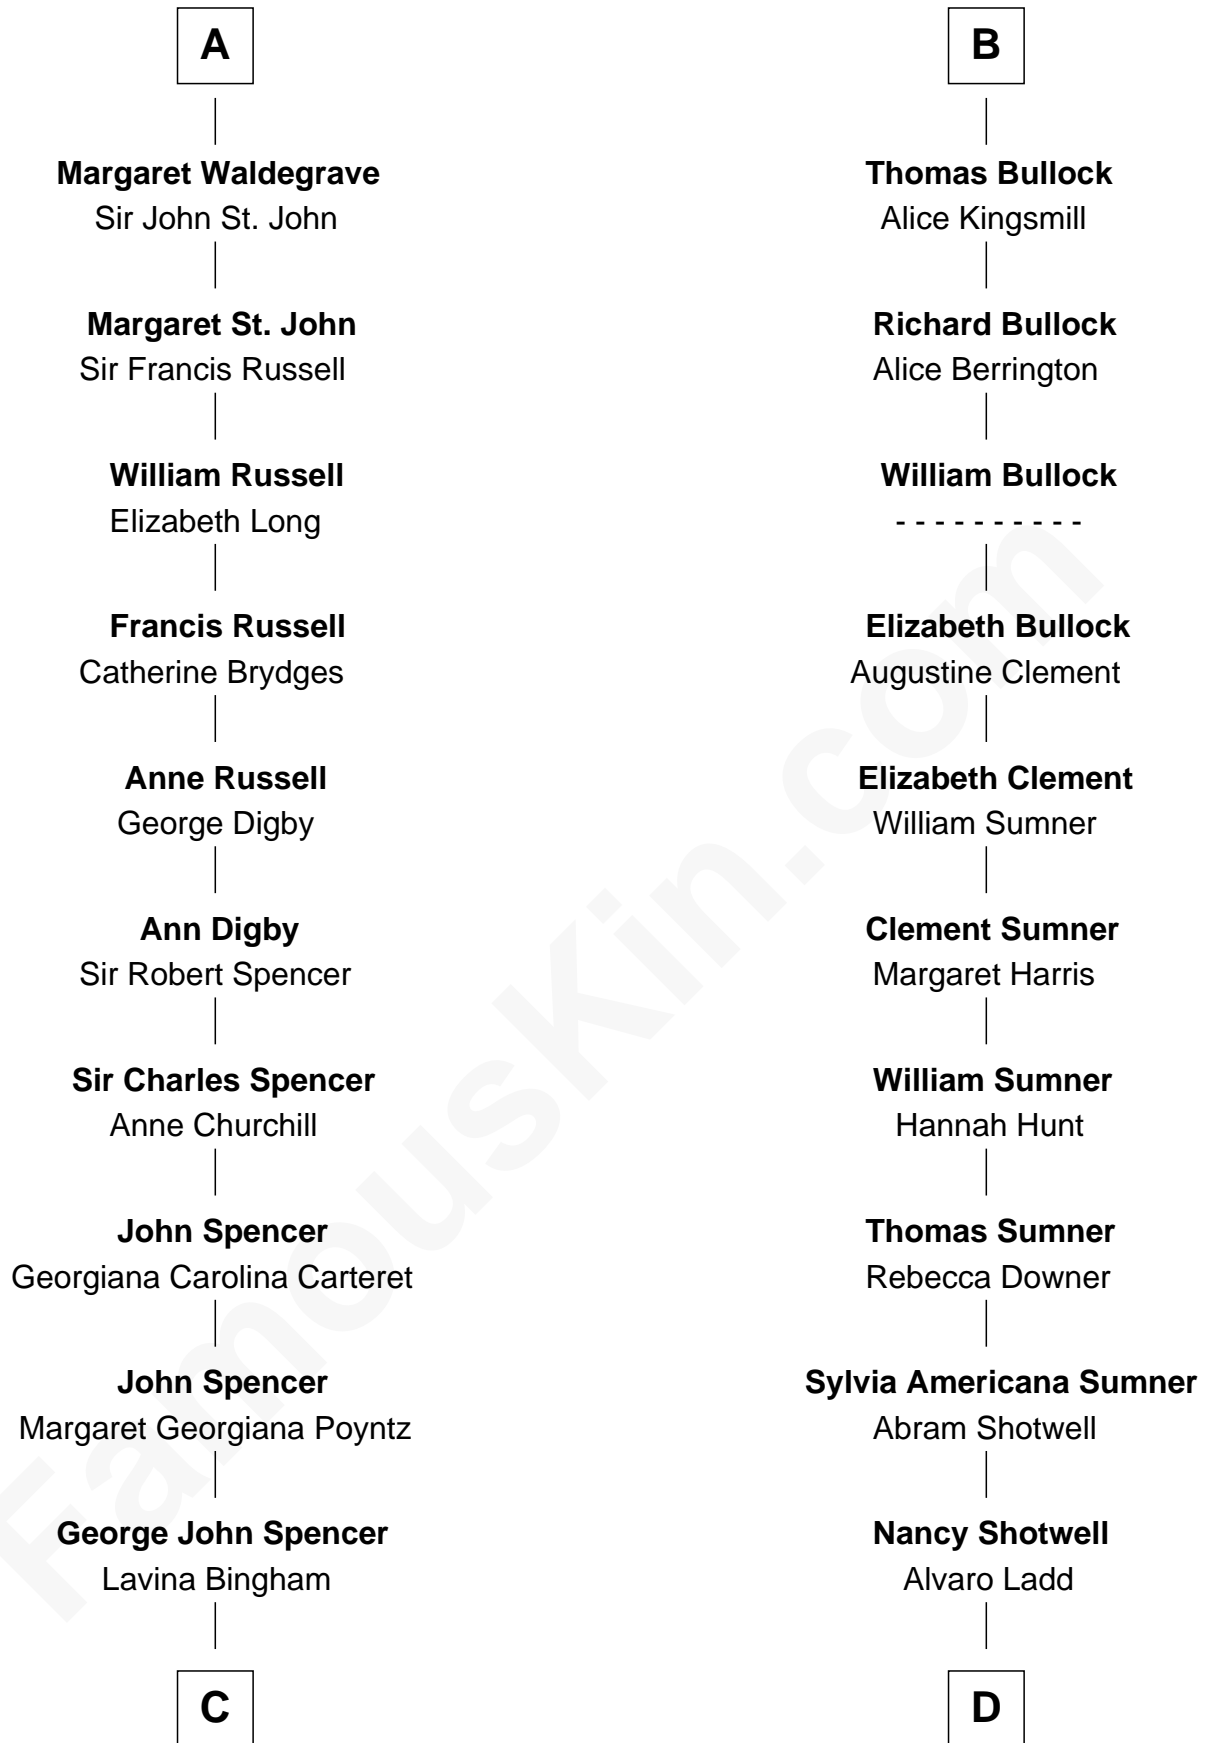 A
Margaret Waldegrave
Sir John St. John
Margaret St. John
Sir Francis Russell
William Russell
Elizabeth Long
Francis Russell
Catherine Brydges
Anne Russell
George Digby
Ann Digby
Sir Robert Spencer
Sir Charles Spencer
Anne Churchill
John Spencer
Georgiana Carolina Carteret
John Spencer
Margaret Georgiana Poyntz
George John Spencer
Lavina Bingham
C
B
Thomas Bullock
Alice Kingsmill
Richard Bullock
Alice Berrington
William Bullock
- - - - - - - - - -
Elizabeth Bullock
Augustine Clement
Elizabeth Clement
William Sumner
Clement Sumner
Margaret Harris
William Sumner
Hannah Hunt
Thomas Sumner
Rebecca Downer
Sylvia Americana Sumner
Abram Shotwell
Nancy Shotwell
Alvaro Ladd
D
FamousKin.com